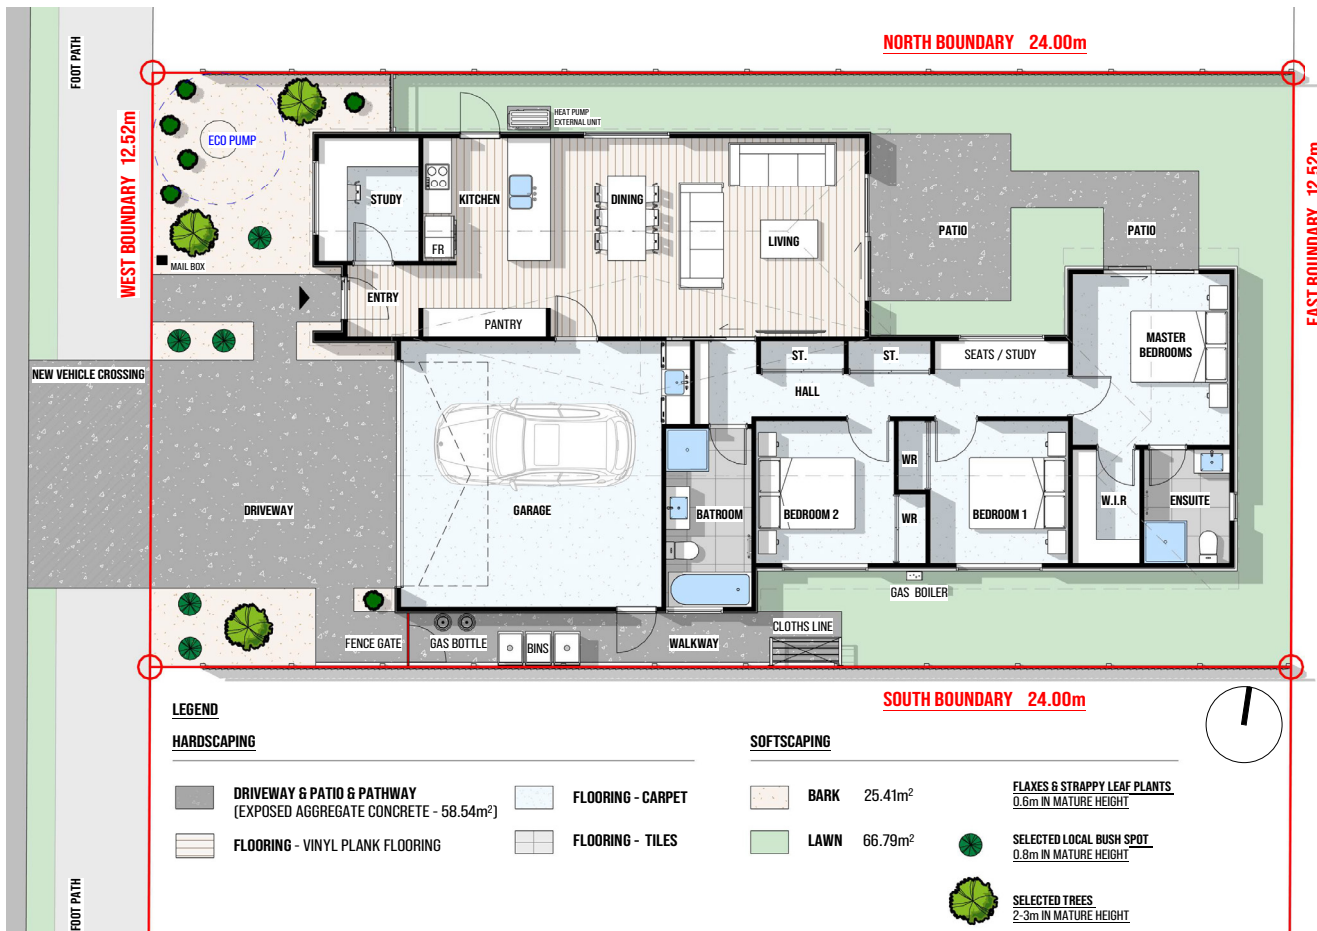 NORTH BOUNDARY 24.00m
FOOT PATH
WEST BOUNDARY 12.52m
EAST BOUNDARY 12.52m
HEAT PUMP
EXTERNAL UNIT
ECO PUMP
STUDY
KITCHEN
DINING
LIVING
FR
PATIO
PATIO
MAIL BOX
ENTRY
PANTRY
MASTER
BEDROOMS
ST.
ST.
SEATS / STUDY
NEW VEHICLE CROSSING
HALL
WR
W.I.R
ENSUITE
DRIVEWAY
GARAGE
BATROOM
BEDROOM 2
WR
BEDROOM 1
GAS BOILER
CLOTHS LINE
FENCE GATE
GAS BOTTLE
BINS
WALKWAY
SOUTH BOUNDARY 24.00m
LEGEND
HARDSCAPING
SOFTSCAPING
DRIVEWAY & PATIO & PATHWAY
(EXPOSED AGGREGATE CONCRETE - 58.54m²)
FLOORING - CARPET
BARK 25.41m²
FLAXES & STRAPPY LEAF PLANTS
0.6m IN MATURE HEIGHT
FLOORING - VINYL PLANK FLOORING
FLOORING - TILES
LAWN 66.79m²
SELECTED LOCAL BUSH SPOT
0.8m IN MATURE HEIGHT
SELECTED TREES
2-3m IN MATURE HEIGHT
FOOT PATH